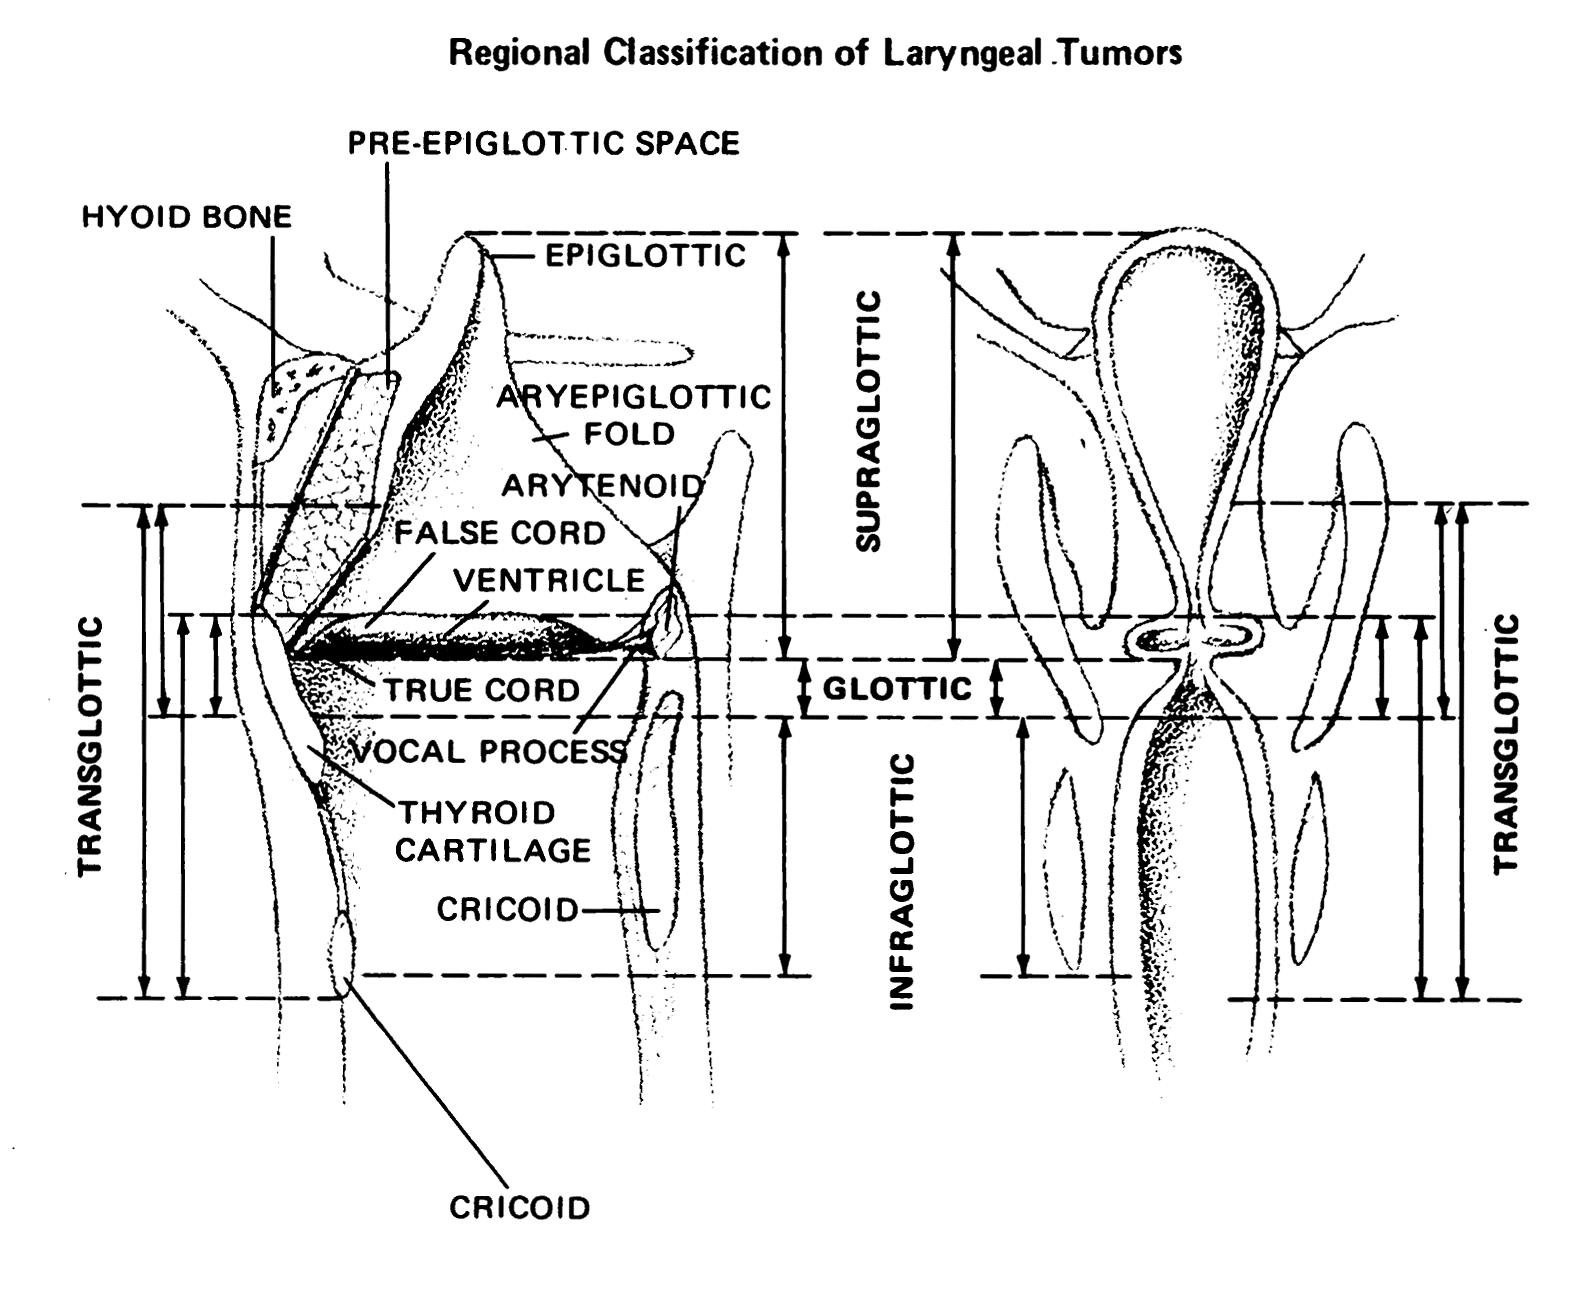 Regional Classification of Laryngeal .Tumors
PRE-EPIGLOTTIC SPACE
HYOID BONE
EPIGLOTTIC
ARYEPIGLOTTIC
FOLD
ARYTENOID
FALSE CORD
VENTRICLE
TRUE CORD
VOCAL PROCESS
THYROID
CARTILAGE
CRICOID
CRICOID
TRANSGLOTTIC
SUPRAGLOTTIC
GLOTTIC
INFRAGLOTTIC
TRANSGLOTTIC